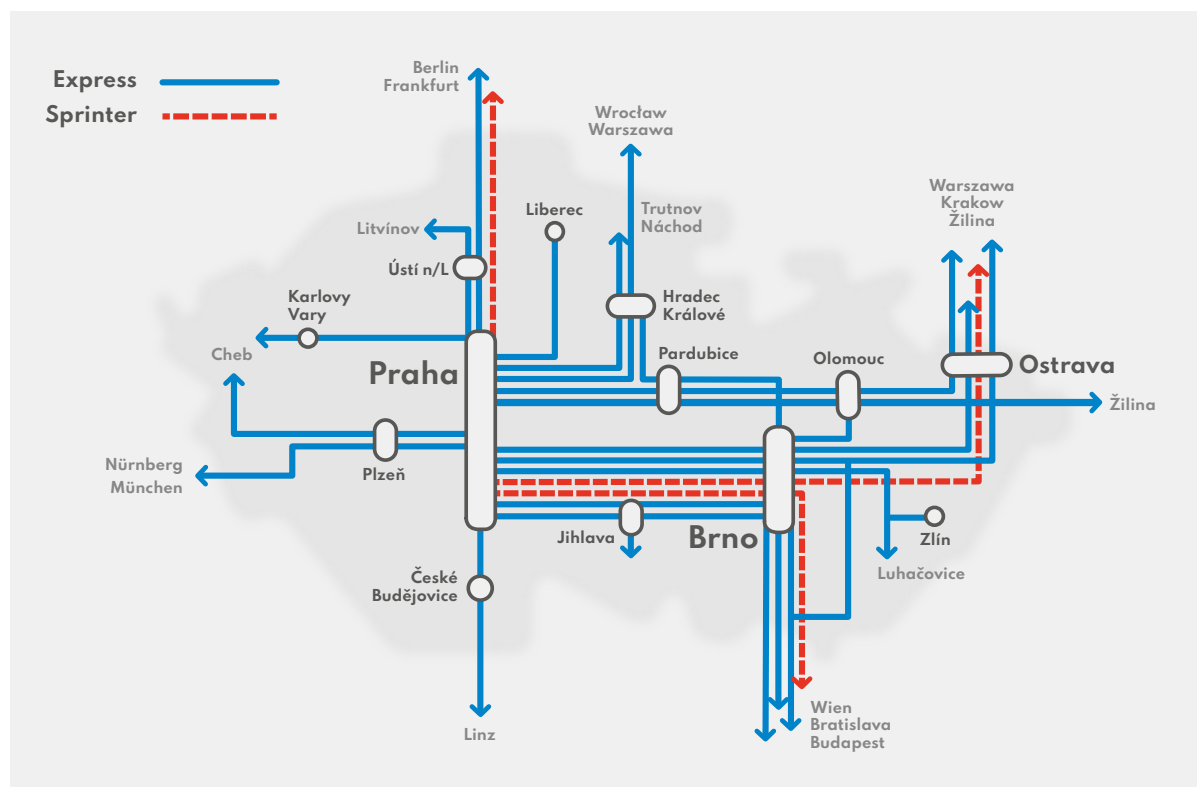 Express
Sprinter
Berlin
Frankfurt
Wrocław
Warszawa
Warszawa
Krakow
Žilina
Liberec
Trutnov
Náchod
Litvínov
Ústí n/L
Karlovy
Vary
Hradec
Králové
Cheb
Praha
Pardubice
Olomouc
Ostrava
Žilina
Nürnberg
München
Plzeň
Jihlava
Brno
Zlín
Luhačovice
České
Budějovice
Linz
Wien
Bratislava
Budapest